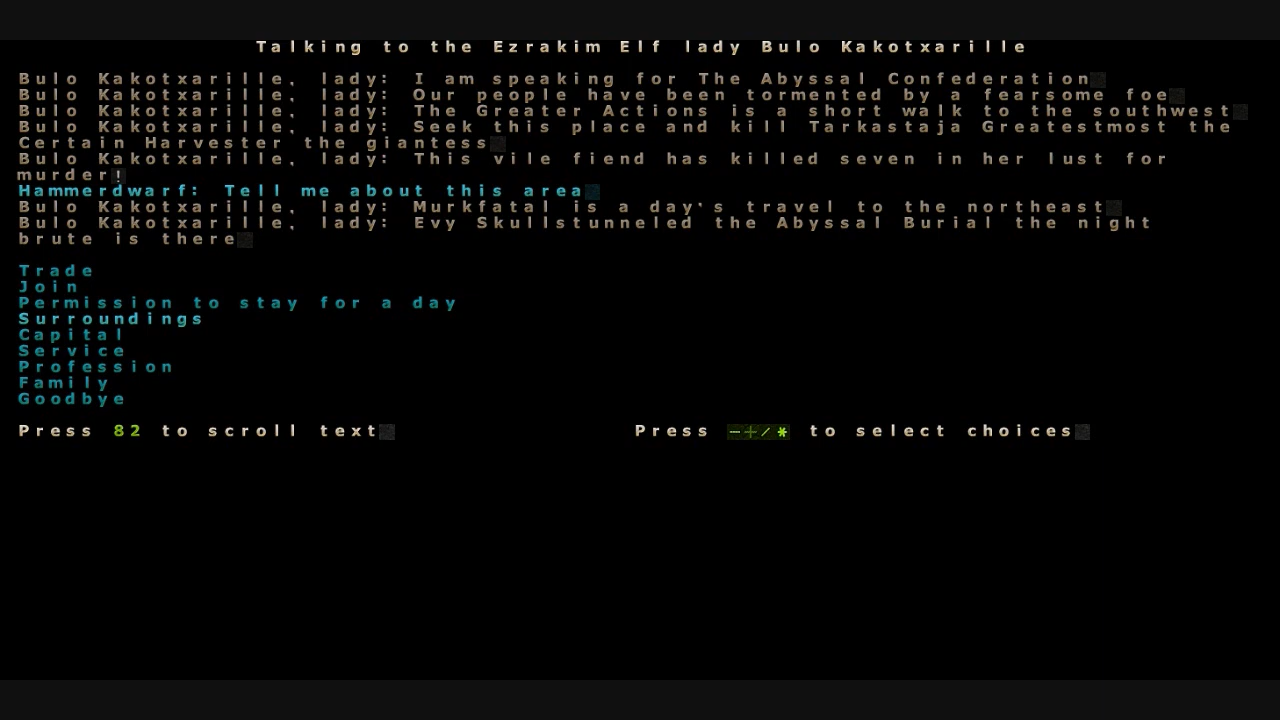 Talking to the Ezrakim Elf lady Bulo Kakotxarille
Bulo Kakotxarille, lady: I am speaking for The Abyssal Confederation
Bulo Kakotxarille, lady: Our people have been tormented by a fearsome foe
Bulo Kakotxarille, lady: The Greater Actions is a short walk to the southwest
Bulo Kakotxarille, lady: Seek this place and kill Tarkastaja Greatestmost the
Certain Harvester the giantess
Bulo Kakotxarille, lady: This vile fiend has killed seven in her lust for
murder!
Hammerdwarf: Tell me about this area
Bulo Kakotxarille, lady: Murkfatal is a day's travel to the northeast
Bulo Kakotxarille, lady: Evy Skullstunneled the Abyssal Burial the night
brute is there
Trade
Join
Permission to stay for a day
Surroundings
Capital
Service
Profession
Family
Goodbye
Press 82 to scroll text Press -+/* to select choices